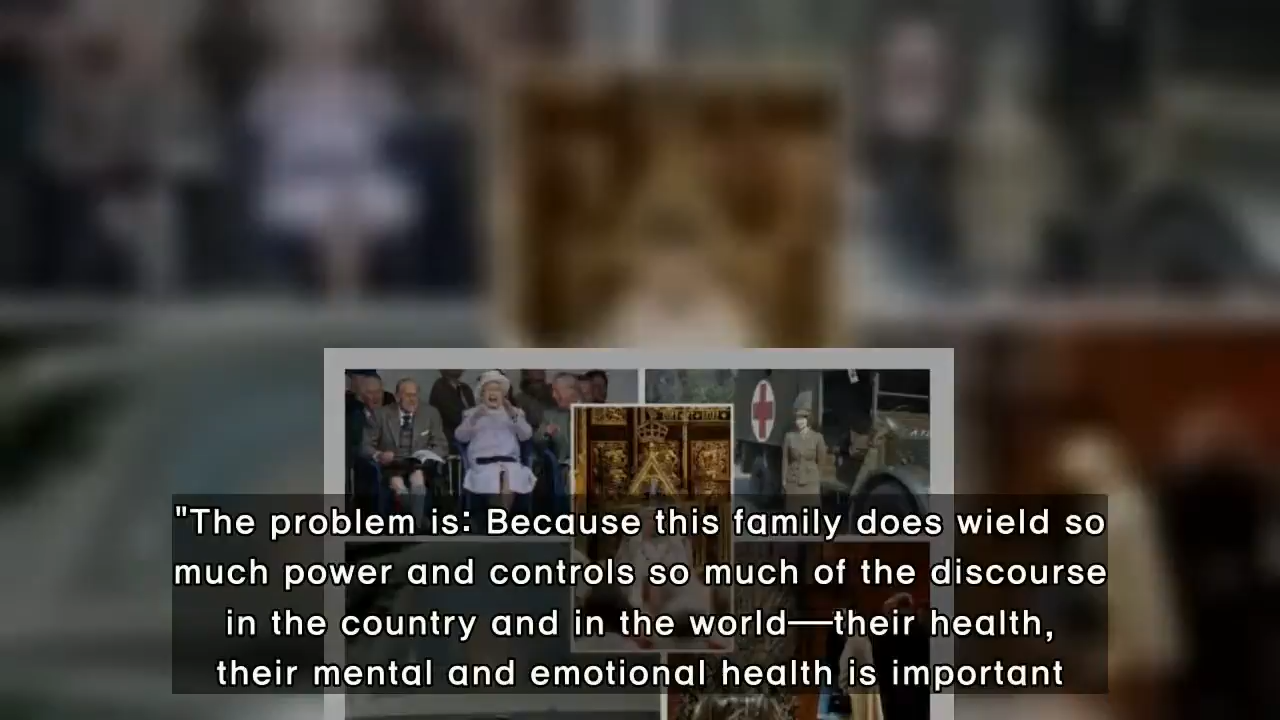 "The problem is: Because this family does wield so
much power and controls so much of the discourse
in the country and in the world—their health,
their mental and emotional health is important